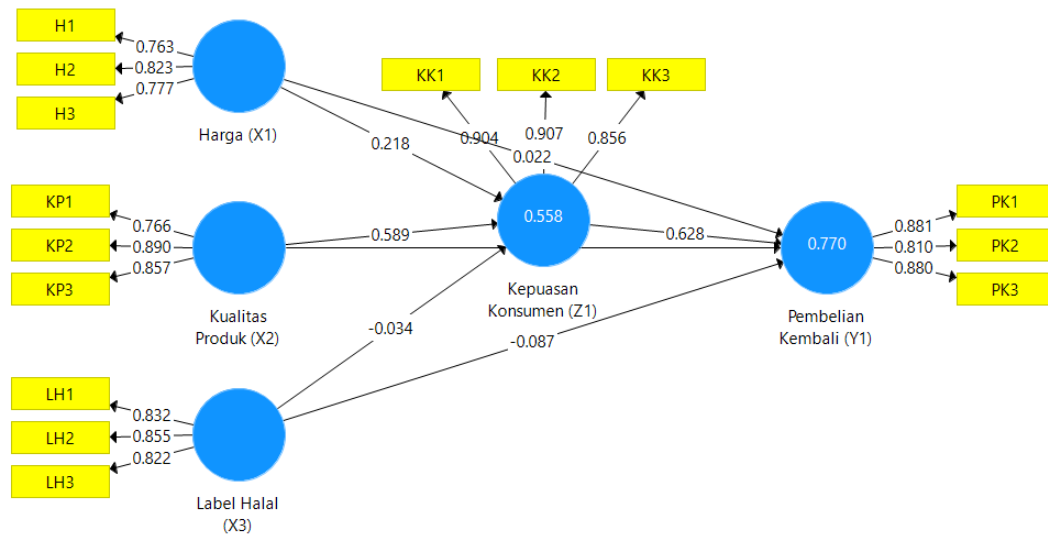 H1
H2
H3
0.763
0.823
0.777
Harga (X1)
KK1
KK2
KK3
0.904
0.907
0.856
0.218
0.022
KP1
KP2
KP3
0.766
0.890
0.857
Kualitas
Produk (X2)
0.589
0.558
Kepuasan
Konsumen (Z1)
0.628
0.770
Pembelian
Kembali (Y1)
PK1
PK2
PK3
0.881
0.810
0.880
-0.034
-0.087
LH1
LH2
LH3
0.832
0.855
0.822
Label Halal
(X3)